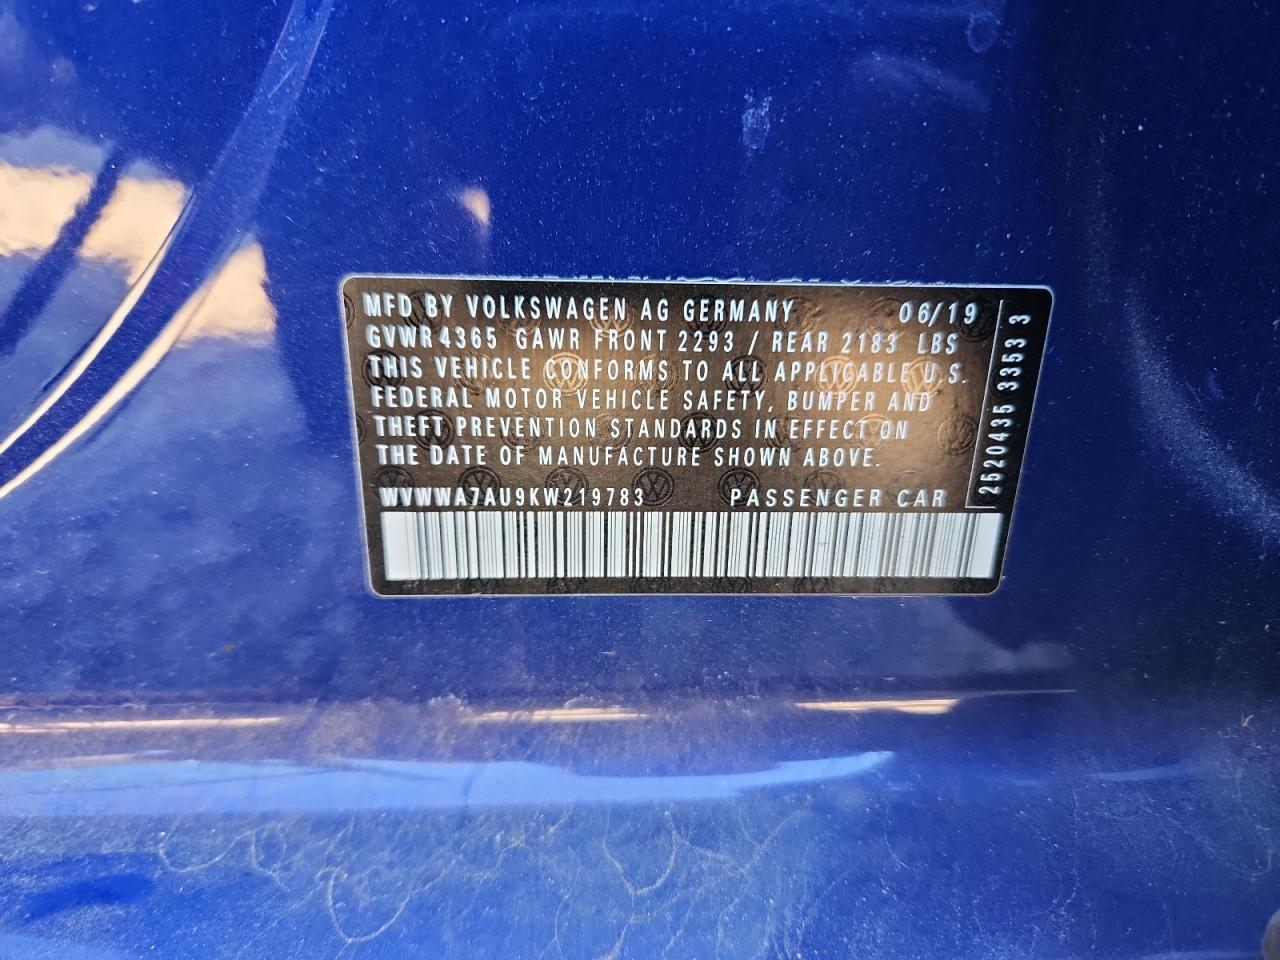 MFD BY VOLKSWAGEN AG GERMANY 06/19
GVWR 4365 GAWR FRONT 2293 / REAR 2183 LBS
THIS VEHICLE CONFORMS TO ALL APPLICABLE U.S.
FEDERAL MOTOR VEHICLE SAFETY, BUMPER AND
THEFT PREVENTION STANDARDS IN EFFECT ON
THE DATE OF MANUFACTURE SHOWN ABOVE.
WVWWA7AU9KW219783 PASSENGER CAR
2520435 3353 3